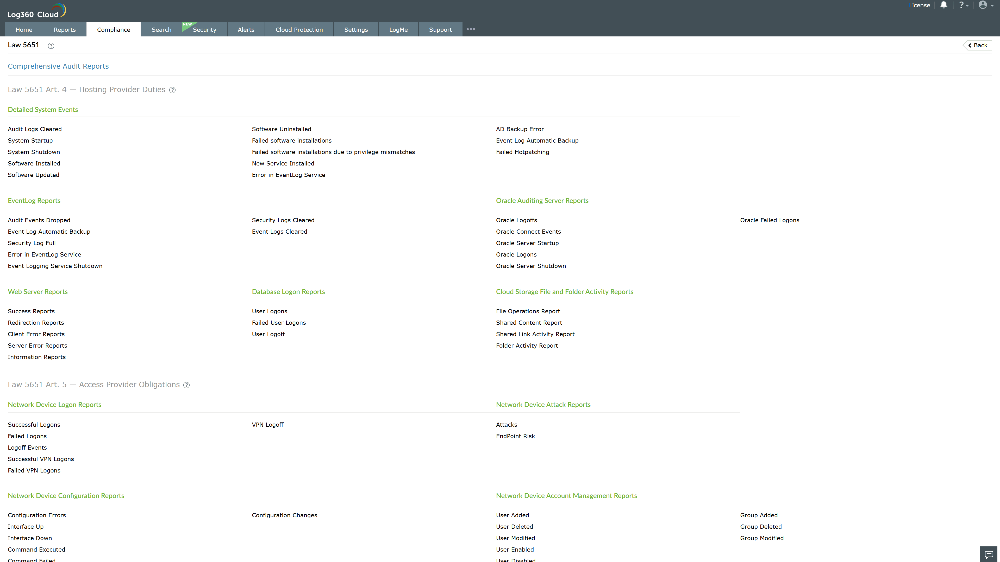 Log360 Cloud
License
?
Home
Reports
Compliance
Search
NEW
Security
Alerts
Cloud Protection
Settings
LogMe
Support
•••
Law 5651 ?
Back
Comprehensive Audit Reports
Law 5651 Art. 4 — Hosting Provider Duties ?
Detailed System Events
Audit Logs Cleared
System Startup
System Shutdown
Software Installed
Software Updated
Software Uninstalled
Failed software installations
Failed software installations due to privilege mismatches
New Service Installed
Error in EventLog Service
AD Backup Error
Event Log Automatic Backup
Failed Hotpatching
EventLog Reports
Audit Events Dropped
Event Log Automatic Backup
Security Log Full
Error in EventLog Service
Event Logging Service Shutdown
Security Logs Cleared
Event Logs Cleared
Oracle Auditing Server Reports
Oracle Logoffs
Oracle Connect Events
Oracle Server Startup
Oracle Logons
Oracle Server Shutdown
Oracle Failed Logons
Web Server Reports
Success Reports
Redirection Reports
Client Error Reports
Server Error Reports
Information Reports
Database Logon Reports
User Logons
Failed User Logons
User Logoff
Cloud Storage File and Folder Activity Reports
File Operations Report
Shared Content Report
Shared Link Activity Report
Folder Activity Report
Law 5651 Art. 5 — Access Provider Obligations ?
Network Device Logon Reports
Successful Logons
Failed Logons
Logoff Events
Successful VPN Logons
Failed VPN Logons
VPN Logoff
Network Device Attack Reports
Attacks
EndPoint Risk
Network Device Configuration Reports
Configuration Errors
Interface Up
Interface Down
Command Executed
Command Failed
Configuration Changes
Network Device Account Management Reports
User Added
User Deleted
User Modified
User Enabled
User Disabled
Group Added
Group Deleted
Group Modified